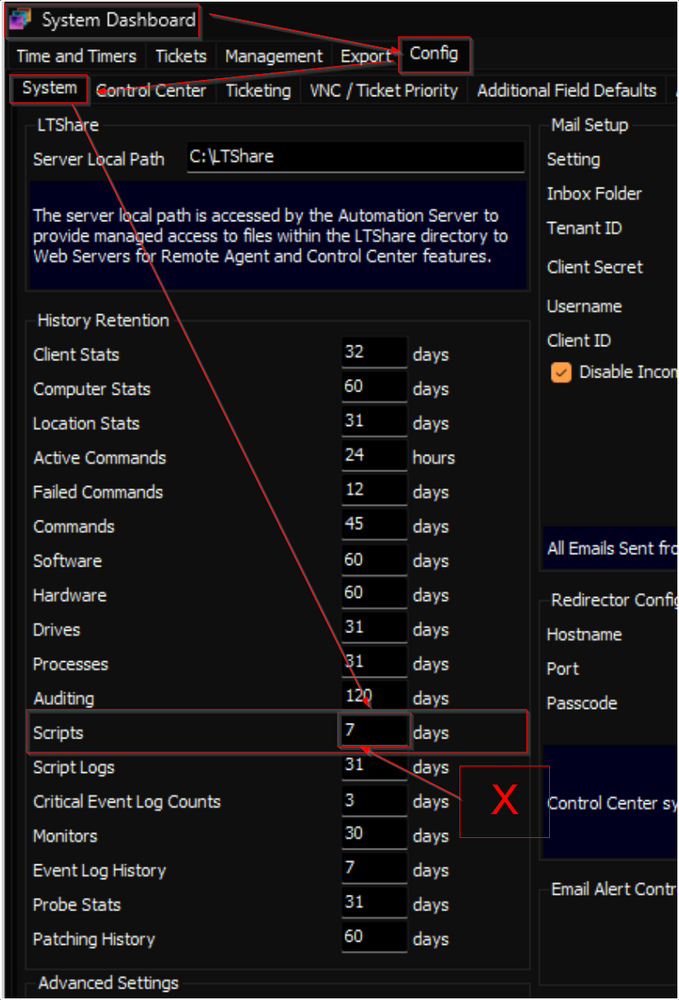 System Dashboard
Time and Timers Tickets Management Export Config
System Control Center Ticketing VNC / Ticket Priority Additional Field Defaults
LTShare
Server Local Path C:\LTShare
The server local path is accessed by the Automation Server to
provide managed access to files within the LTShare directory to
Web Servers for Remote Agent and Control Center features.
History Retention
Client Stats 32 days
Computer Stats 60 days
Location Stats 31 days
Active Commands 24 hours
Failed Commands 12 days
Commands 45 days
Software 60 days
Hardware 60 days
Drives 31 days
Processes 31 days
Auditing 120 days
Scripts 7 days
Script Logs 31 days
X
Critical Event Log Counts 3 days
Monitors 30 days
Event Log History 7 days
Probe Stats 31 days
Patching History 60 days
Advanced Settings
Mail Setup
Setting
Inbox Folder
Tenant ID
Client Secret
Username
Client ID
Disable Incom
All Emails Sent fro
Redirector Config
Hostname
Port
Passcode
Control Center sy
Email Alert Contr